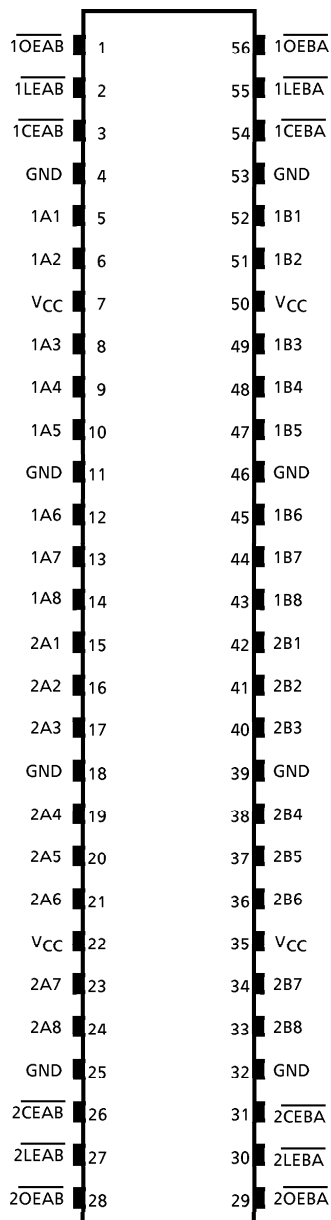 1OEAB 1 56 1OEBA
1LEAB 2 55 1LEBA
1CEAB 3 54 1CEBA
GND 4 53 GND
1A1 5 52 1B1
1A2 6 51 1B2
VCC 7 50 VCC
1A3 8 49 1B3
1A4 9 48 1B4
1A5 10 47 1B5
GND 11 46 GND
1A6 12 45 1B6
1A7 13 44 1B7
1A8 14 43 1B8
2A1 15 42 2B1
2A2 16 41 2B2
2A3 17 40 2B3
GND 18 39 GND
2A4 19 38 2B4
2A5 20 37 2B5
2A6 21 36 2B6
VCC 22 35 VCC
2A7 23 34 2B7
2A8 24 33 2B8
GND 25 32 GND
2CEAB 26 31 2CEBA
2LEAB 27 30 2LEBA
2OEAB 28 29 2OEBA